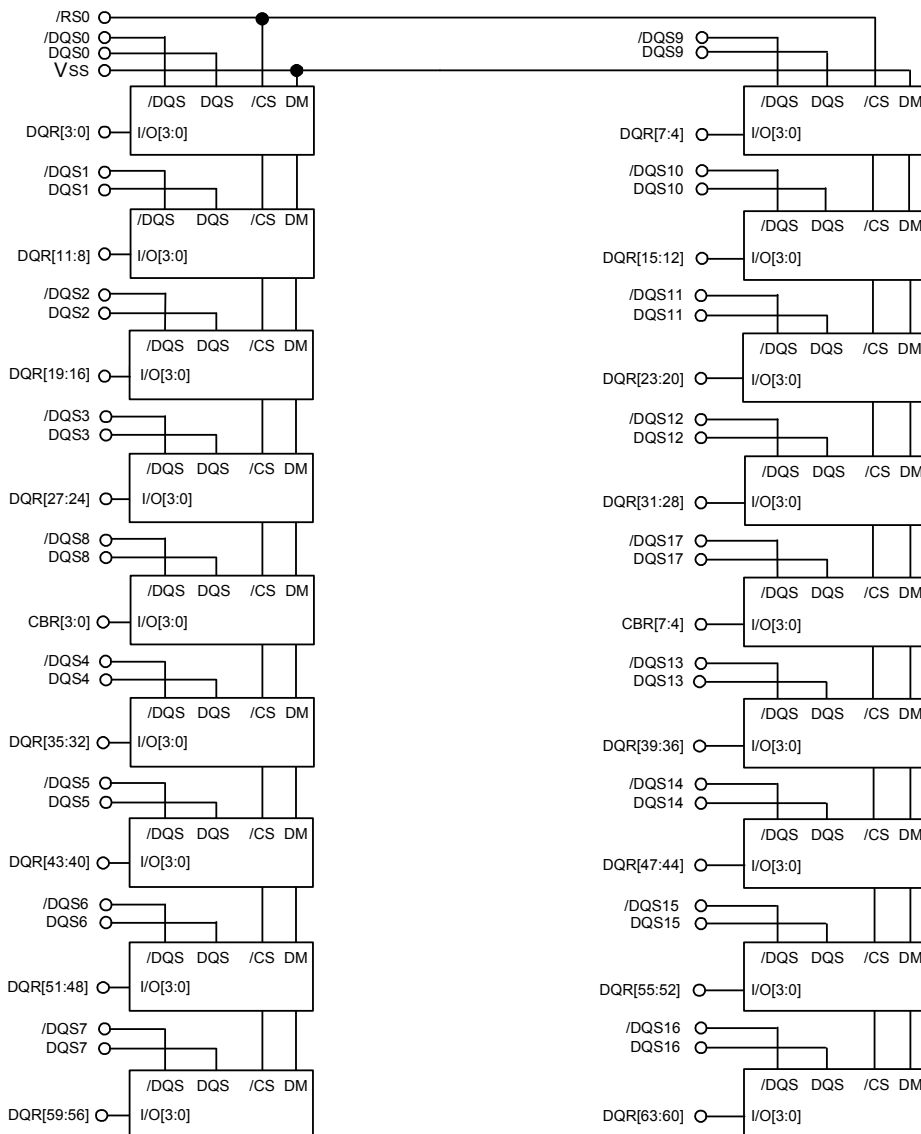 /RS0
/DQS0
DQS0
VSS
/DQS DQS /CS DM
DQR[3:0] I/O[3:0]
/DQS1
DQS1
/DQS DQS /CS DM
DQR[11:8] I/O[3:0]
/DQS2
DQS2
/DQS DQS /CS DM
DQR[19:16] I/O[3:0]
/DQS3
DQS3
/DQS DQS /CS DM
DQR[27:24] I/O[3:0]
/DQS8
DQS8
/DQS DQS /CS DM
CBR[3:0] I/O[3:0]
/DQS4
DQS4
/DQS DQS /CS DM
DQR[35:32] I/O[3:0]
/DQS5
DQS5
/DQS DQS /CS DM
DQR[43:40] I/O[3:0]
/DQS6
DQS6
/DQS DQS /CS DM
DQR[51:48] I/O[3:0]
/DQS7
DQS7
/DQS DQS /CS DM
DQR[59:56] I/O[3:0]
/DQS9
DQS9
/DQS DQS /CS DM
DQR[7:4] I/O[3:0]
/DQS10
DQS10
/DQS DQS /CS DM
DQR[15:12] I/O[3:0]
/DQS11
DQS11
/DQS DQS /CS DM
DQR[23:20] I/O[3:0]
/DQS12
DQS12
/DQS DQS /CS DM
DQR[31:28] I/O[3:0]
/DQS17
DQS17
/DQS DQS /CS DM
CBR[7:4] I/O[3:0]
/DQS13
DQS13
/DQS DQS /CS DM
DQR[39:36] I/O[3:0]
/DQS14
DQS14
/DQS DQS /CS DM
DQR[47:44] I/O[3:0]
/DQS15
DQS15
/DQS DQS /CS DM
DQR[55:52] I/O[3:0]
/DQS16
DQS16
/DQS DQS /CS DM
DQR[63:60] I/O[3:0]